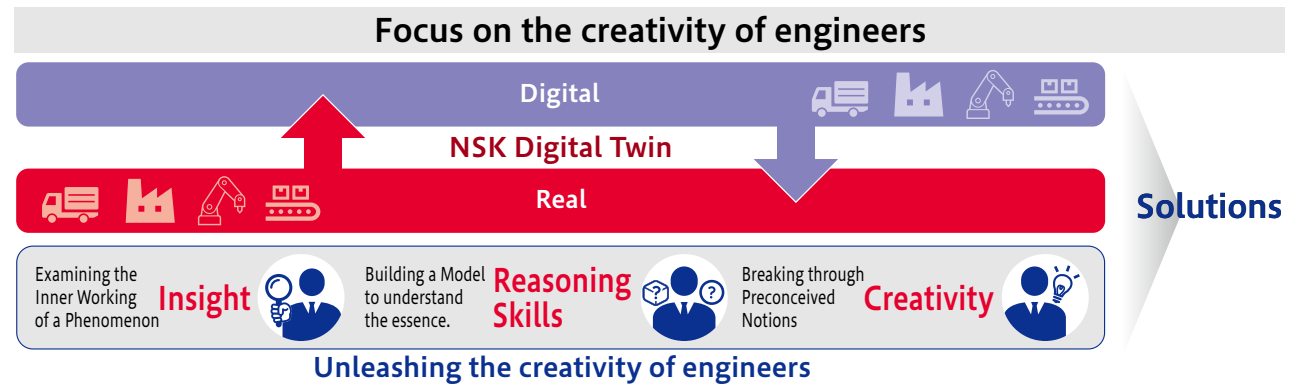 Focus on the creativity of engineers
Digital
NSK Digital Twin
Real
Solutions
Examining the
Inner Working
of a Phenomenon
Insight
Building a Model
to understand
the essence.
Reasoning
Skills
? ?
Breaking through
Preconceived
Notions
Creativity
Unleashing the creativity of engineers